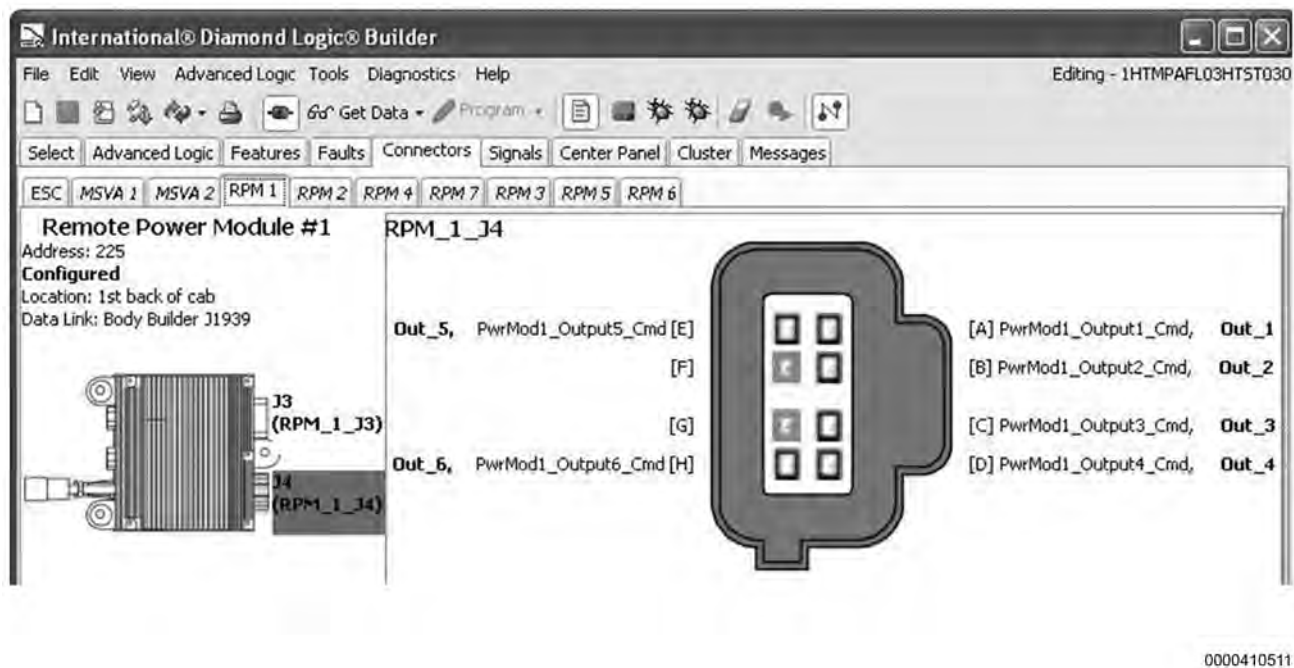 International® Diamond Logic® Builder
File Edit View Advanced Logic Tools Diagnostics Help Editing - 1HTMPAFL03HTST030
Get Data Program
Select Advanced Logic Features Faults Connectors Signals Center Panel Cluster Messages
ESC MSVA 1 MSVA 2 RPM 1 RPM 2 RPM 4 RPM 7 RPM 3 RPM 5 RPM 6
Remote Power Module #1
Address: 225
Configured
Location: 1st back of cab
Data Link: Body Builder J1939
J3
(RPM_1_J3)
J4
(RPM_1_J4)
RPM_1_J4
Out_5, PwrMod1_Output5_Cmd [E]
[F]
[G]
Out_6, PwrMod1_Output6_Cmd [H]
[A] PwrMod1_Output1_Cmd, Out_1
[B] PwrMod1_Output2_Cmd, Out_2
[C] PwrMod1_Output3_Cmd, Out_3
[D] PwrMod1_Output4_Cmd, Out_4
0000410511